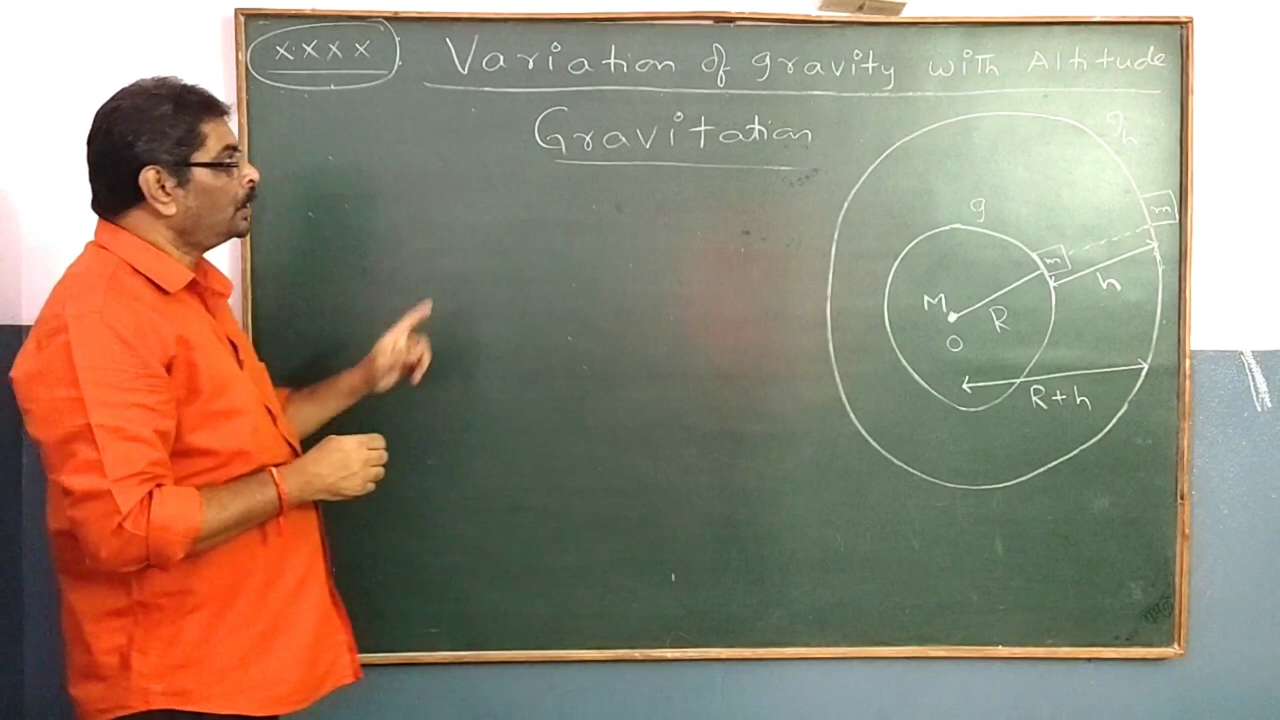 x x x x
Variation of gravity with Altitude
Gravitation
gh
m
g
m
h
M
R
O
R + h